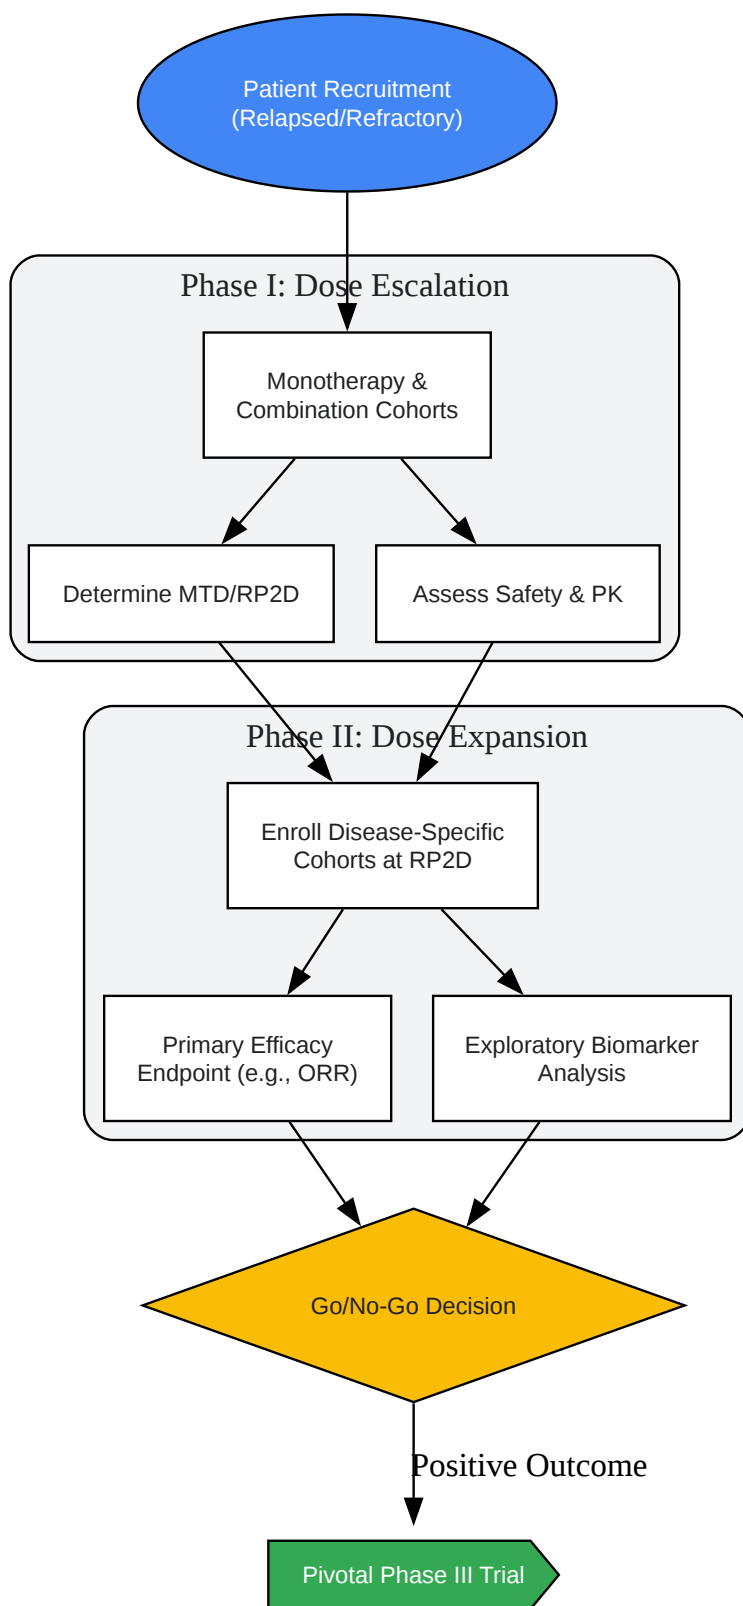 Patient Recruitment
(Relapsed/Refractory)
Phase I: Dose Escalation
Monotherapy &
Combination Cohorts
Determine MTD/RP2D
Assess Safety & PK
Phase II: Dose Expansion
Enroll Disease-Specific
Cohorts at RP2D
Primary Efficacy
Endpoint (e.g., ORR)
Exploratory Biomarker
Analysis
Go/No-Go Decision
Positive Outcome
Pivotal Phase III Trial